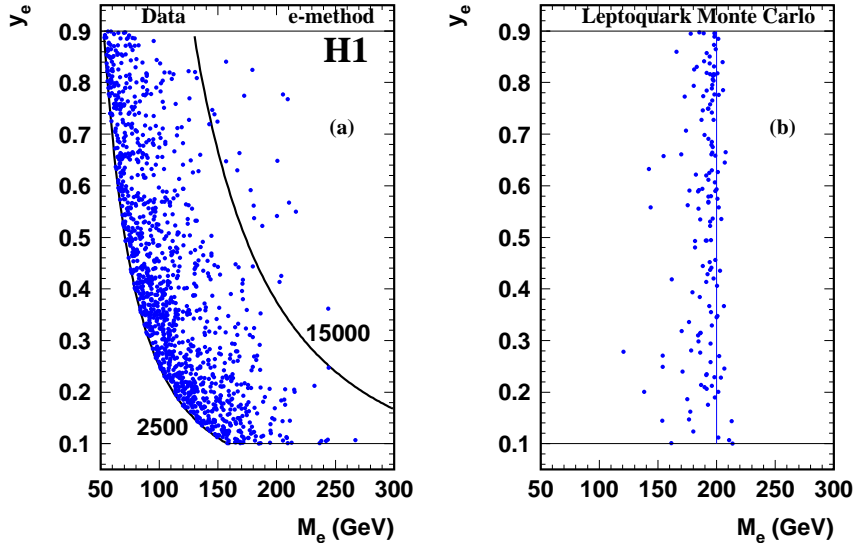 Data e-method
H1
(a)
15000
2500
y_e
0.9
0.8
0.7
0.6
0.5
0.4
0.3
0.2
0.1
50 100 150 200 250 300
M_e (GeV)
Leptoquark Monte Carlo
(b)
y_e
0.9
0.8
0.7
0.6
0.5
0.4
0.3
0.2
0.1
50 100 150 200 250 300
M_e (GeV)